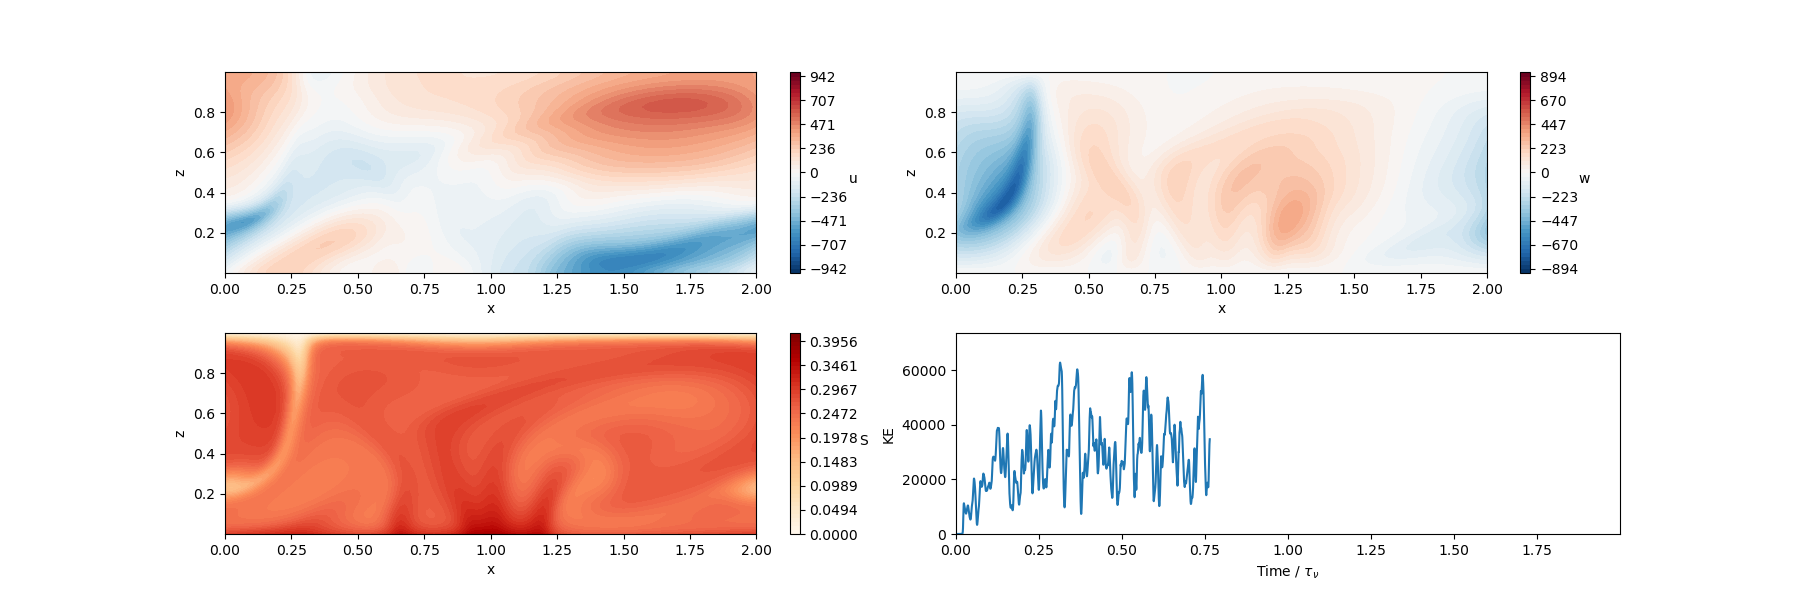 0.8
0.6
0.4
0.2
z
0.00 0.25 0.50 0.75 1.00 1.25 1.50 1.75 2.00
x
942
707
471
236
0
−236
−471
−707
−942
u
0.8
0.6
0.4
0.2
z
0.00 0.25 0.50 0.75 1.00 1.25 1.50 1.75 2.00
x
894
670
447
223
0
−223
−447
−670
−894
w
0.8
0.6
0.4
0.2
z
0.00 0.25 0.50 0.75 1.00 1.25 1.50 1.75 2.00
x
0.3956
0.3461
0.2967
0.2472
0.1978
0.1483
0.0989
0.0494
0.0000
S
60000
40000
20000
0
KE
0.00 0.25 0.50 0.75 1.00 1.25 1.50 1.75
Time / τν